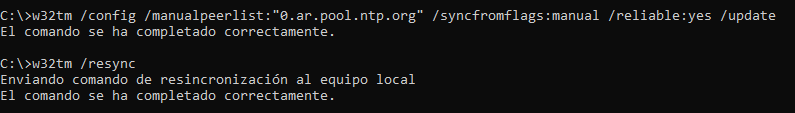 C:\>w32tm /config /manualpeerlist:"0.ar.pool.ntp.org" /syncfromflags:manual /reliable:yes /update
El comando se ha completado correctamente.
C:\>w32tm /resync
Enviando comando de resincronización al equipo local
El comando se ha completado correctamente.